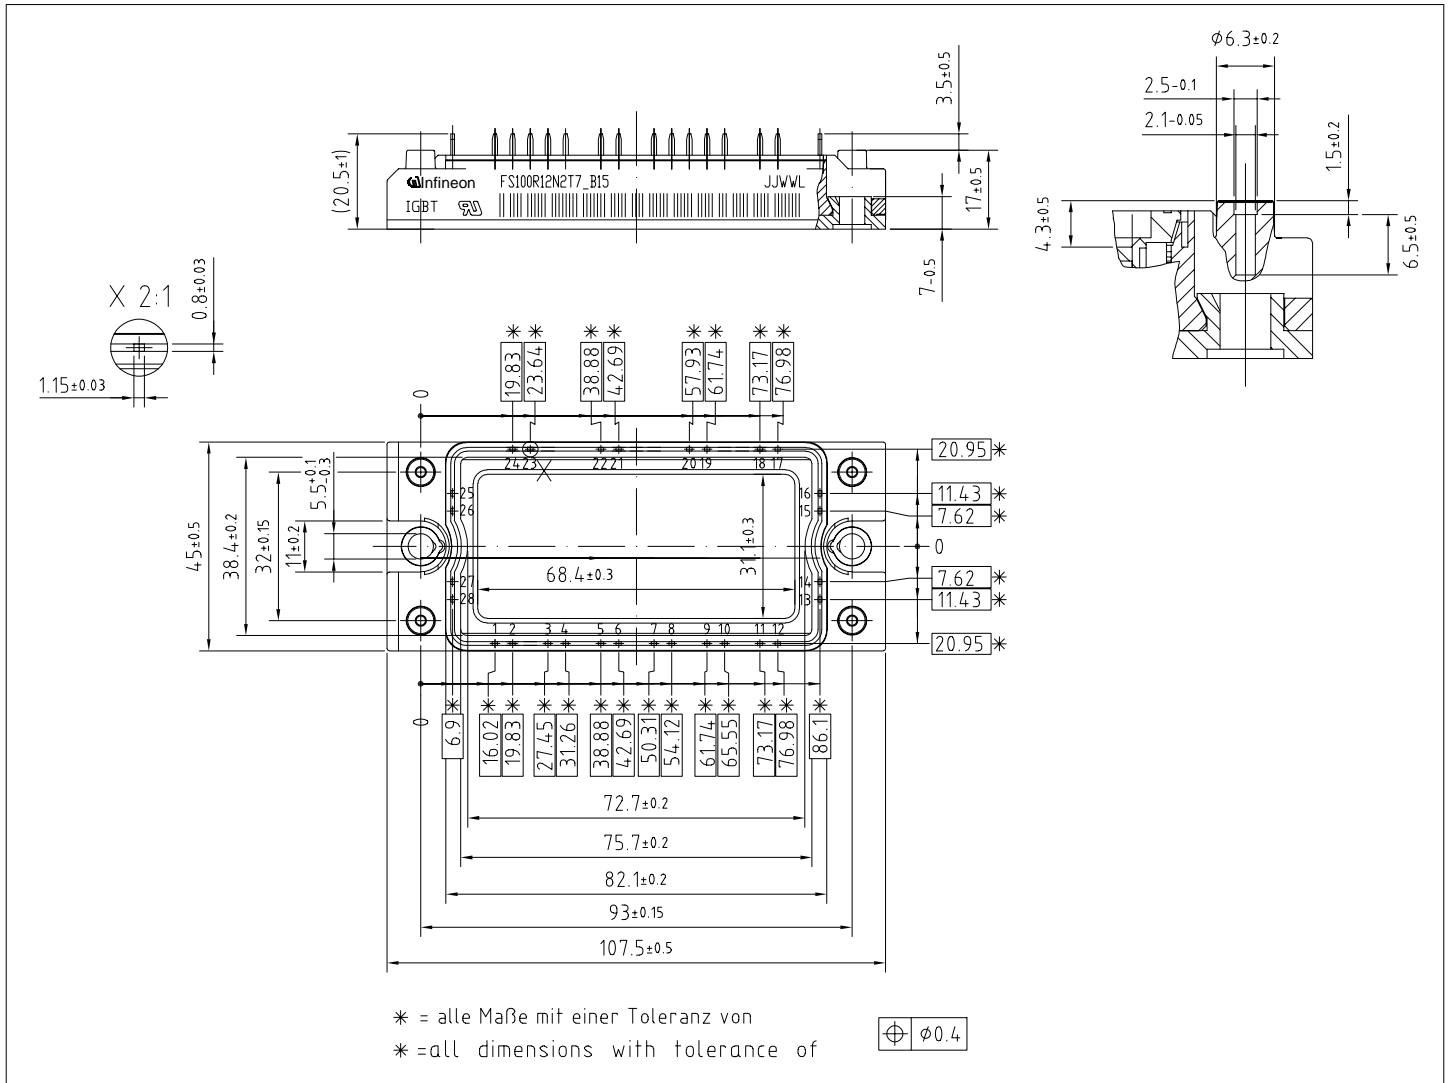 ϕ6.3±0.2
2.5-0.1
2.1-0.05
1.5±0.2
4.3±0.5
6.5±0.5
3.5±0.5
(20.5±1)
infineon FS100R12N2T7_B15 JJWWL
IGBT
17±0.5
7-0.5
X 2:1
0.8±0.03
1.15±0.03
* * * * * * * *
0 19.83 23.64 38.88 42.69 57.93 61.74 73.17 76.98
24 23 22 21 20 19 18 17
X
25 16
26 15
27 14
28 13
1 2 3 4 5 6 7 8 9 10 11 12
45±0.5
38.4±0.2
32±0.15
11±0.2
5.5+0.1-0.3
68.4±0.3
31.1±0.3
20.95 *
11.43 *
7.62 *
0
7.62 *
11.43 *
20.95 *
* * * * * * * * * * * * * *
0 6.9 16.02 19.83 27.45 31.26 38.88 42.69 50.31 54.12 61.74 65.55 73.17 76.98 86.1
72.7±0.2
75.7±0.2
82.1±0.2
93±0.15
107.5±0.5
* = alle Maße mit einer Toleranz von
* =all dimensions with tolerance of
⌖ ϕ0.4